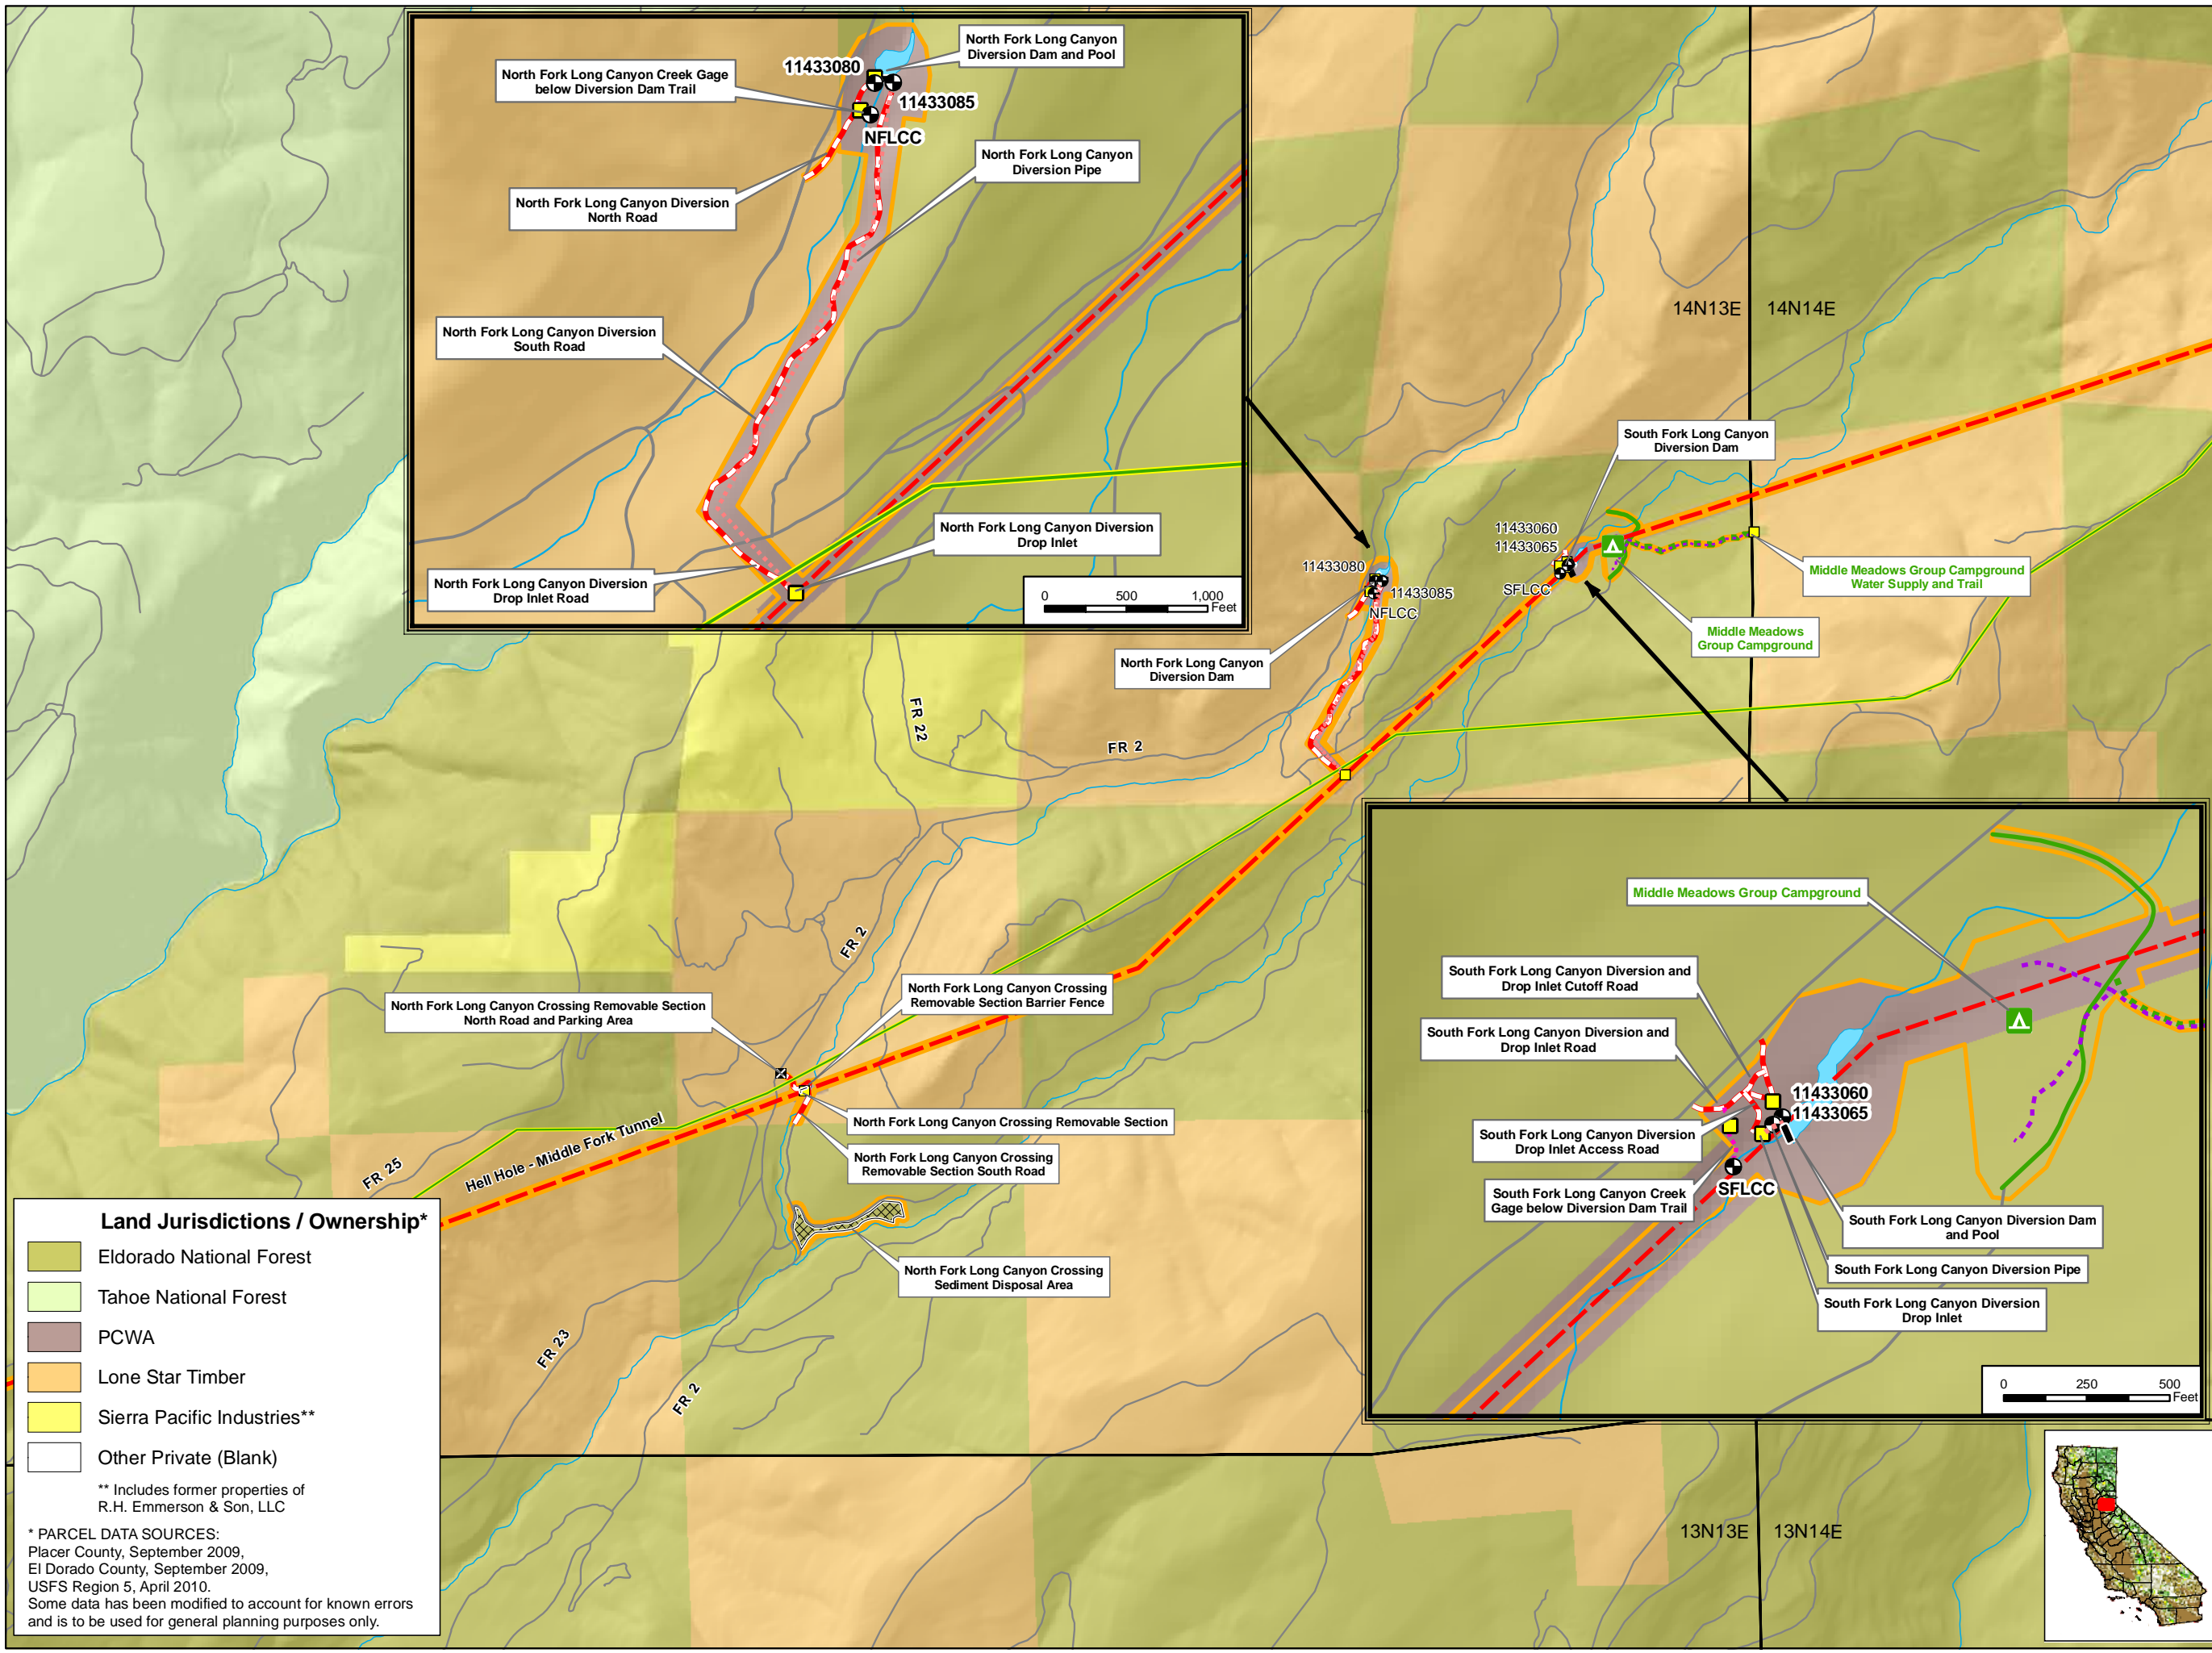 North Fork Long Canyon
Diversion Dam and Pool
11433080
North Fork Long Canyon Creek Gage
below Diversion Dam Trail
11433085
NFLCC
North Fork Long Canyon
Diversion Pipe
North Fork Long Canyon Diversion
North Road
North Fork Long Canyon Diversion
South Road
North Fork Long Canyon Diversion
Drop Inlet
North Fork Long Canyon Diversion
Drop Inlet Road
0 500 1,000
Feet
14N13E 14N14E
South Fork Long Canyon
Diversion Dam
11433060
11433065
SFLCC
11433080
11433085
NFLCC
Middle Meadows Group Campground
Water Supply and Trail
Middle Meadows
Group Campground
North Fork Long Canyon
Diversion Dam
FR 22
FR 2
FR 2
North Fork Long Canyon Crossing Removable Section
North Road and Parking Area
North Fork Long Canyon Crossing
Removable Section Barrier Fence
North Fork Long Canyon Crossing Removable Section
North Fork Long Canyon Crossing
Removable Section South Road
Hell Hole - Middle Fork Tunnel
FR 25
North Fork Long Canyon Crossing
Sediment Disposal Area
FR 23
FR 2
Middle Meadows Group Campground
South Fork Long Canyon Diversion and
Drop Inlet Cutoff Road
South Fork Long Canyon Diversion and
Drop Inlet Road
11433060
11433065
South Fork Long Canyon Diversion
Drop Inlet Access Road
South Fork Long Canyon Creek
Gage below Diversion Dam Trail
SFLCC
South Fork Long Canyon Diversion Dam
and Pool
South Fork Long Canyon Diversion Pipe
South Fork Long Canyon Diversion
Drop Inlet
0 250 500
Feet
13N13E 13N14E
Land Jurisdictions / Ownership*
Eldorado National Forest
Tahoe National Forest
PCWA
Lone Star Timber
Sierra Pacific Industries**
Other Private (Blank)
** Includes former properties of
R.H. Emmerson & Son, LLC
* PARCEL DATA SOURCES:
Placer County, September 2009,
El Dorado County, September 2009,
USFS Region 5, April 2010.
Some data has been modified to account for known errors
and is to be used for general planning purposes only.